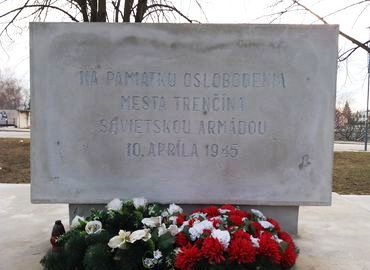 NA PAMIATKU OSLOBODENIA
MESTA TRENČÍNA
SOVIETSKOU ARMÁDOU
10. APRÍLA 1945